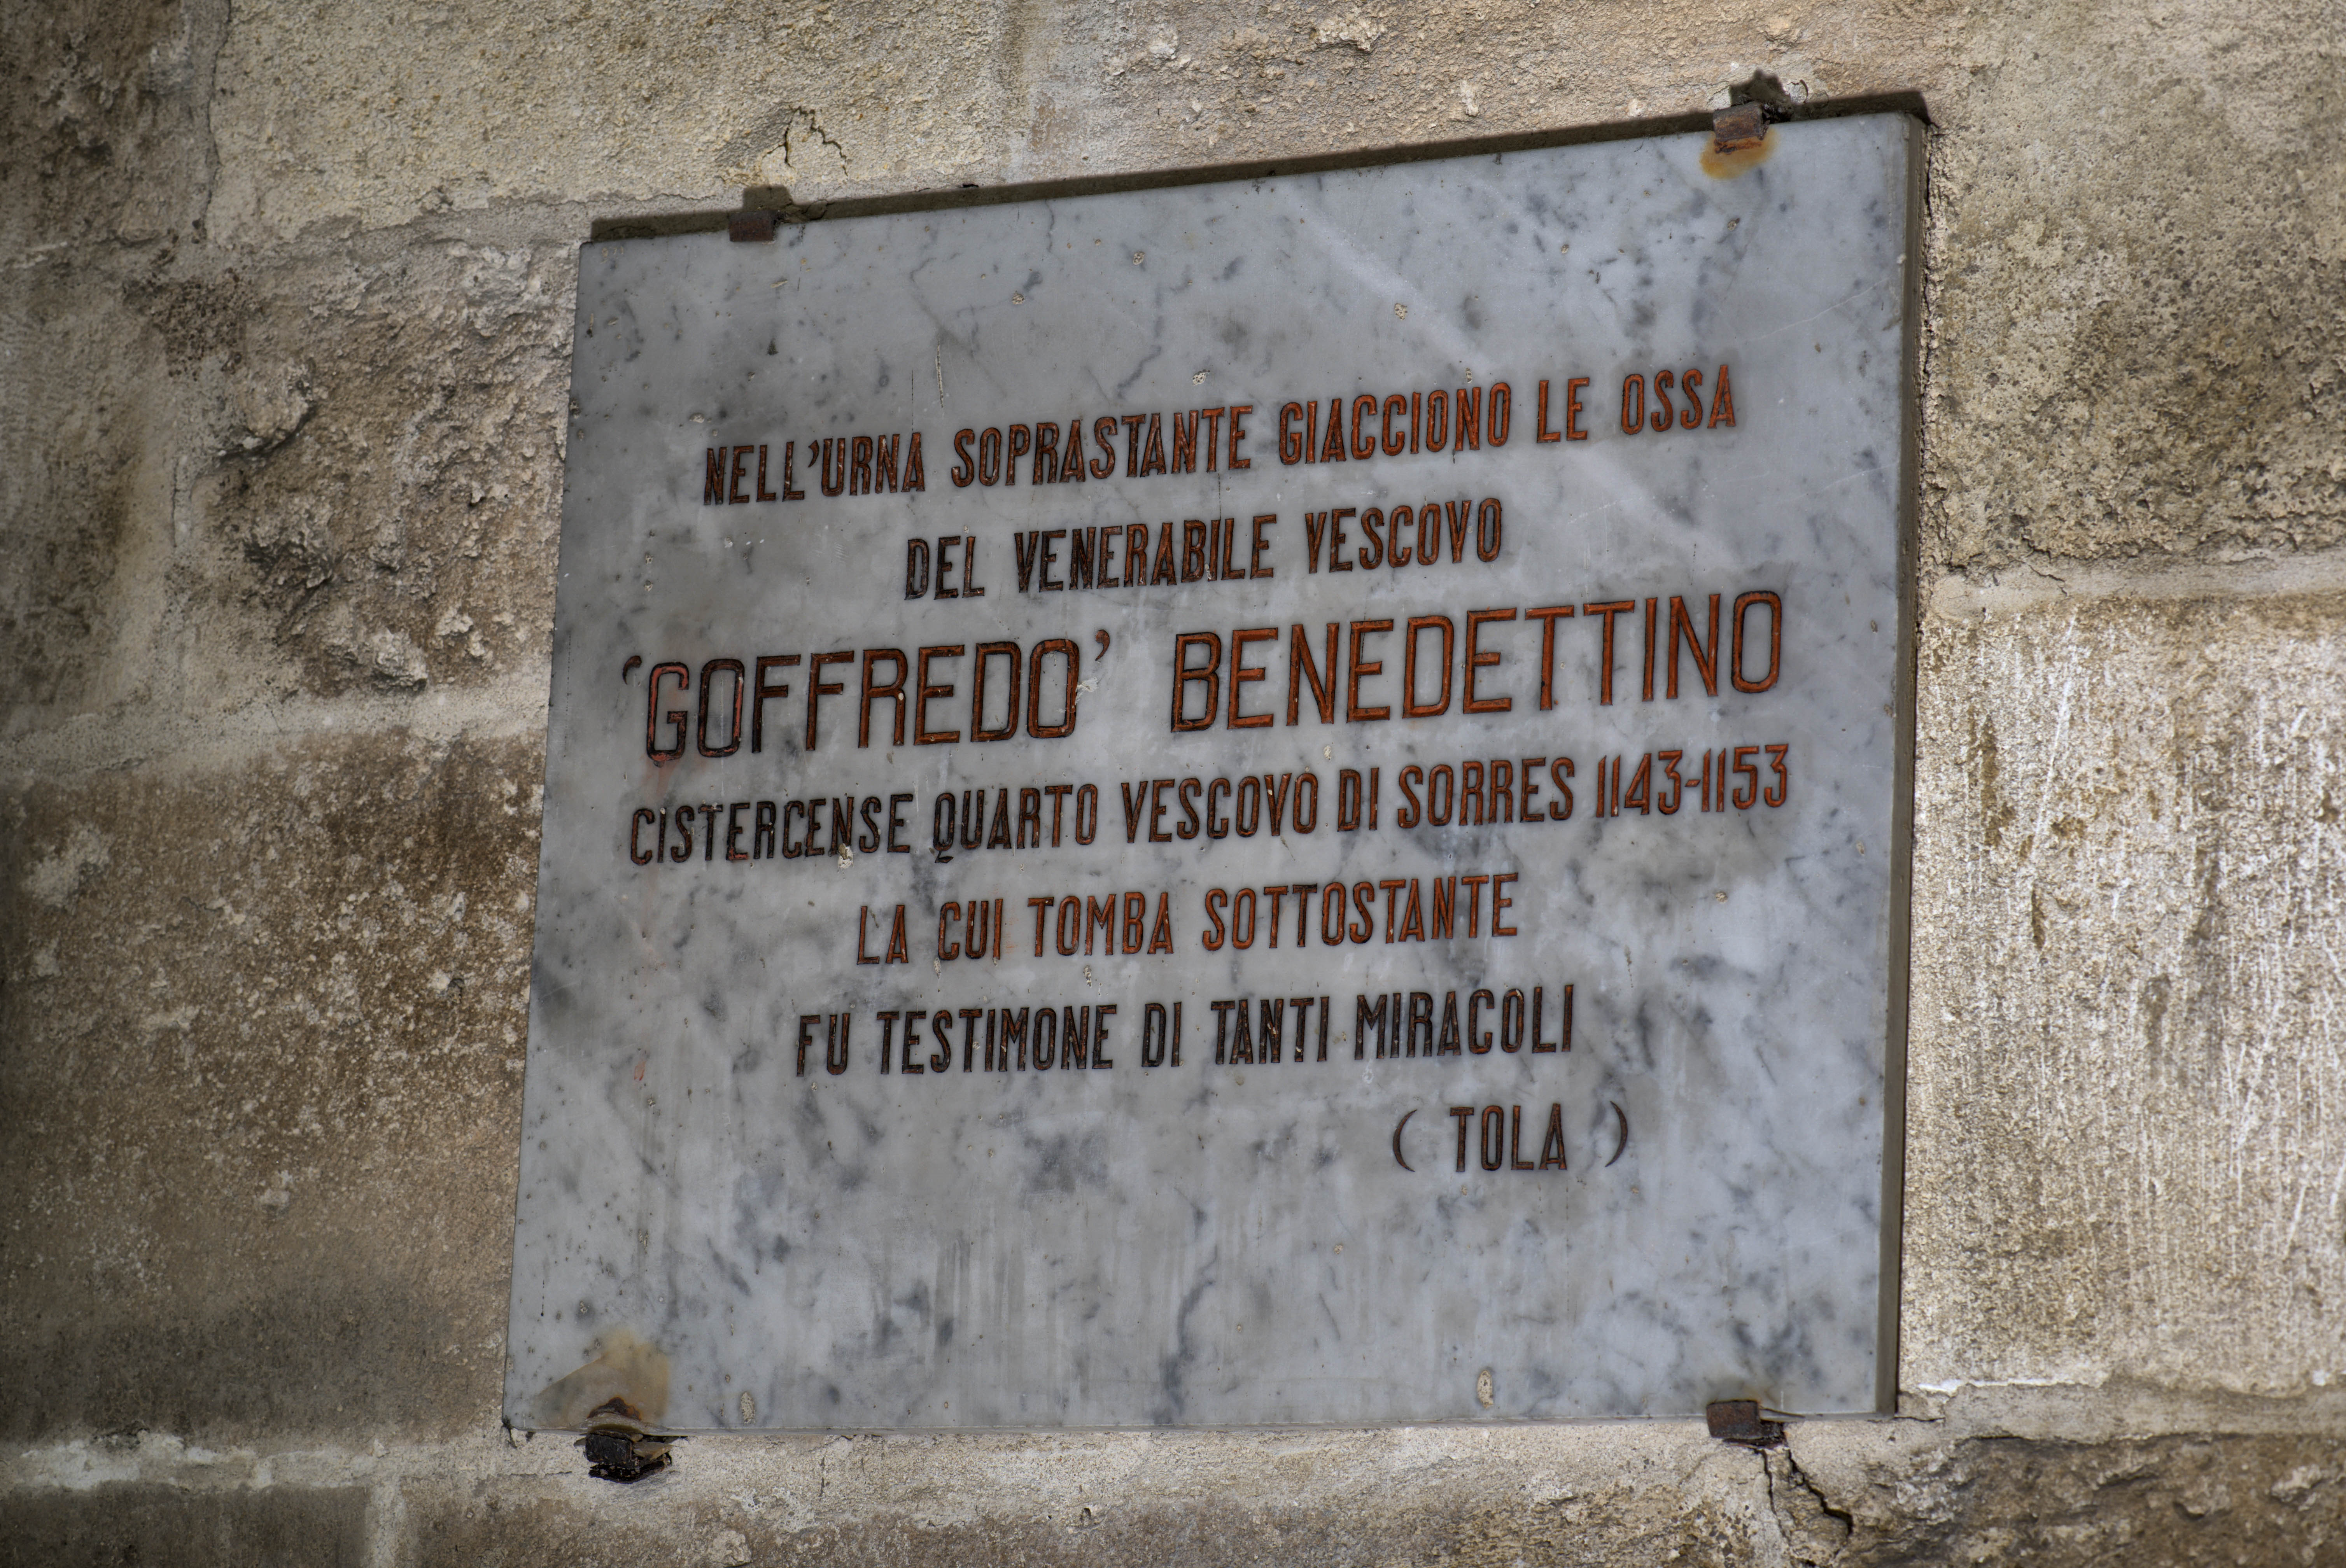 NELL'URNA SOPRASTANTE GIACCIONO LE OSSA
DEL VENERABILE VESCOVO
'GOFFREDO' BENEDETTINO
CISTERCENSE QUARTO VESCOVO DI SORRES 1143-1153
LA CUI TOMBA SOTTOSTANTE
FU TESTIMONE DI TANTI MIRACOLI
( TOLA )